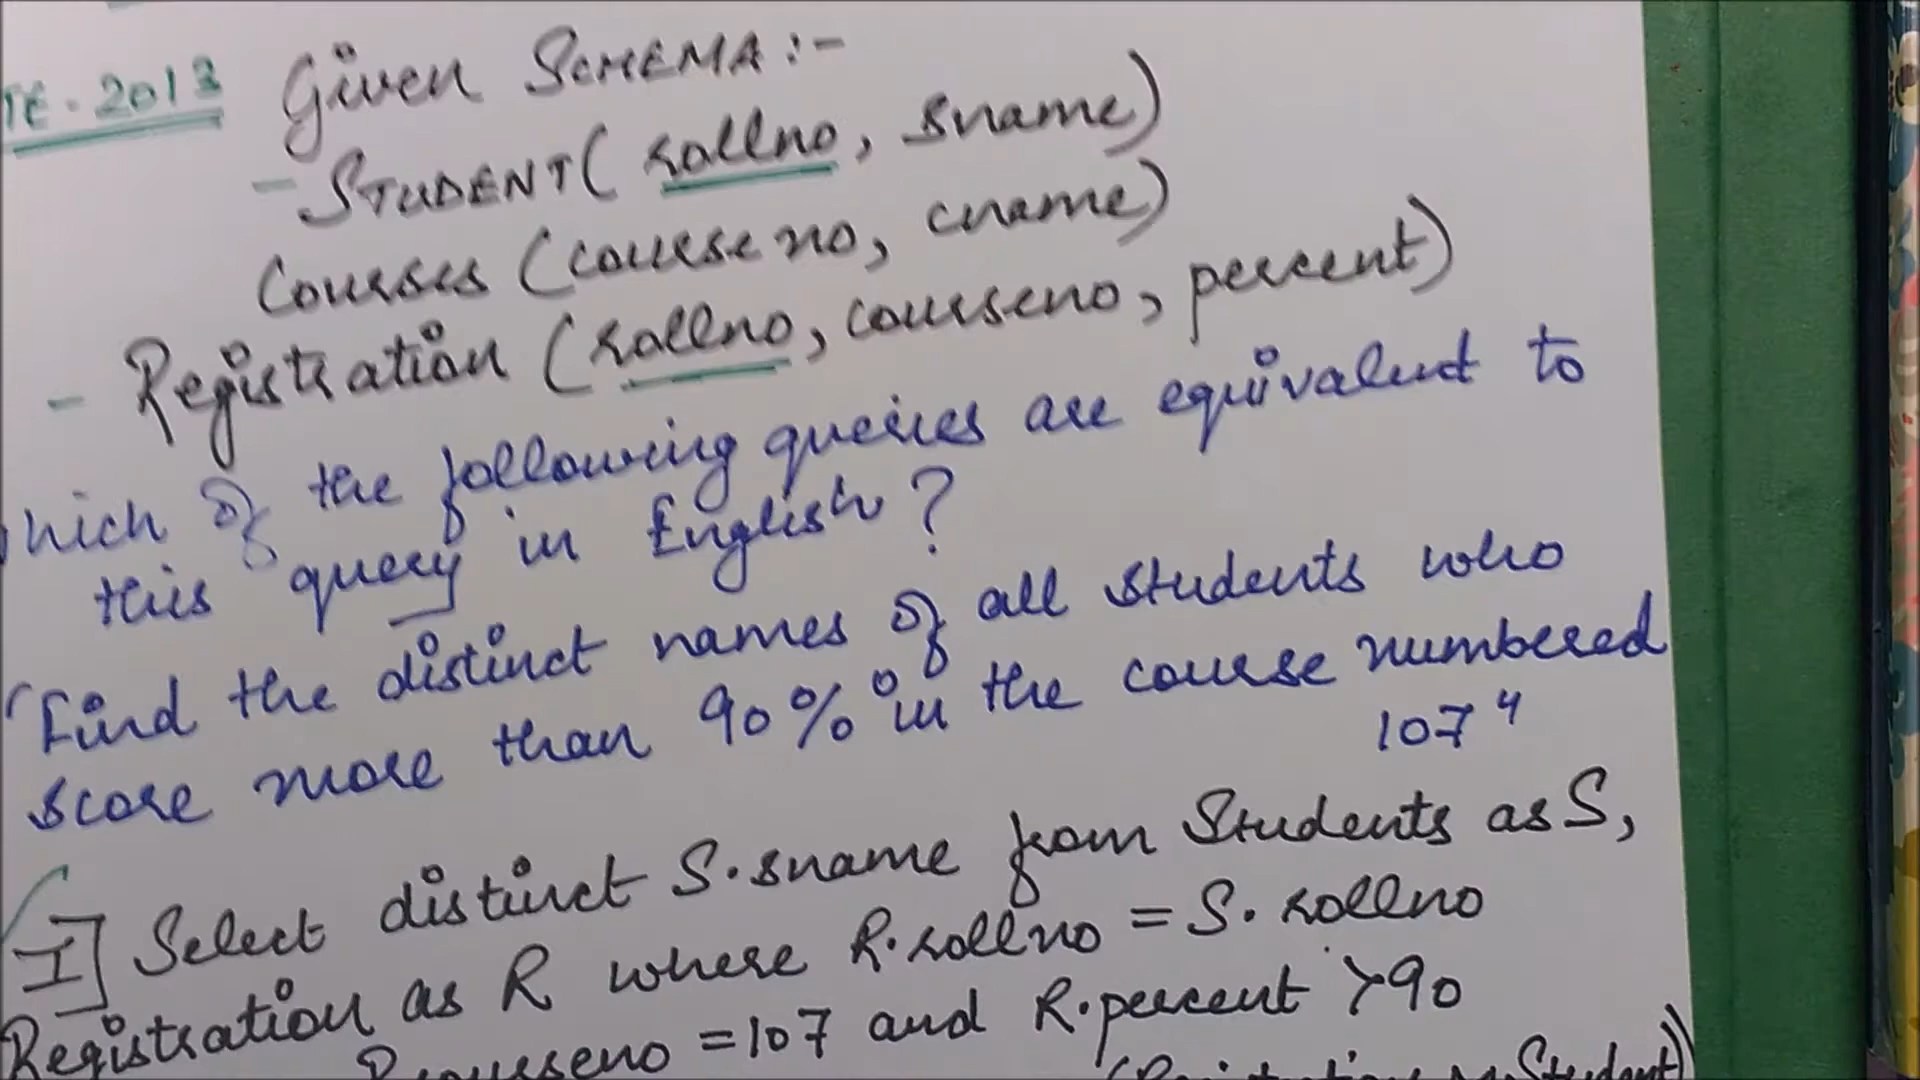 TE-2013 Given SCHEMA:-
- STUDENT( rollno, sname)
Courses (course no, cname)
- Registration (rollno, courseno, percent)
hich of the following queries are equivalent to
this query in English?
"Find the distinct names of all students who
score more than 90% in the course numbered
107"
I] Select distinct S.sname from Students as S,
Registration as R where R.rollno = S.rollno
R.courseno =107 and R.percent >90
Student)